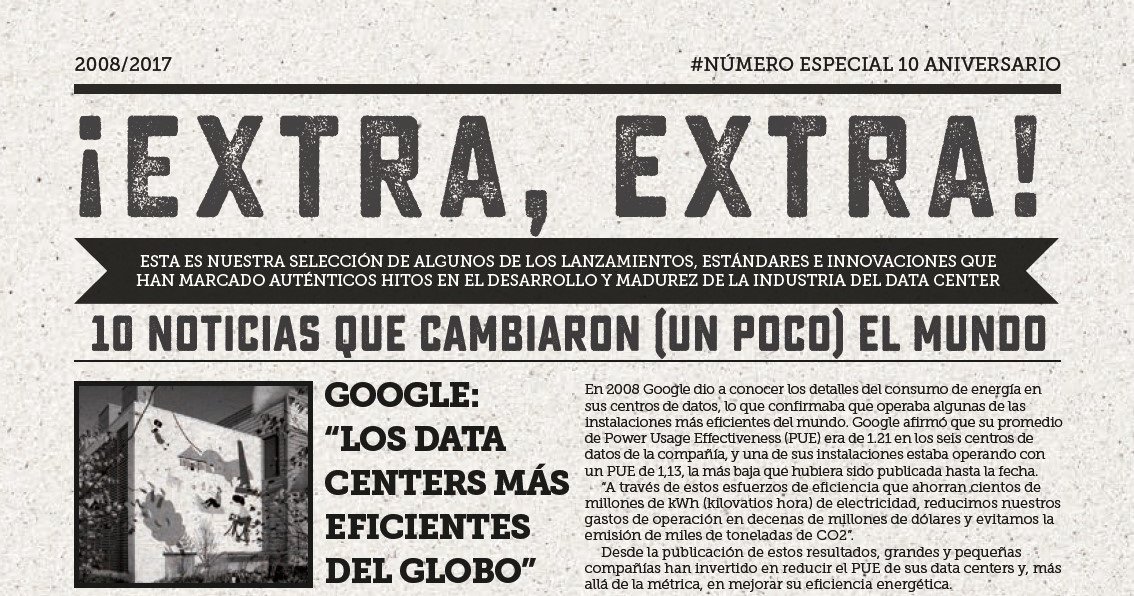 2008/2017
#NÚMERO ESPECIAL 10 ANIVERSARIO
¡EXTRA, EXTRA!
ESTA ES NUESTRA SELECCIÓN DE ALGUNOS DE LOS LANZAMIENTOS, ESTÁNDARES E INNOVACIONES QUE
HAN MARCADO AUTÉNTICOS HITOS EN EL DESARROLLO Y MADUREZ DE LA INDUSTRIA DEL DATA CENTER
10 NOTICIAS QUE CAMBIARON (UN POCO) EL MUNDO
GOOGLE:
“LOS DATA
CENTERS MÁS
EFICIENTES
DEL GLOBO”
En 2008 Google dio a conocer los detalles del consumo de energía en
sus centros de datos, lo que confirmaba que operaba algunas de las
instalaciones más eficientes del mundo. Google afirmó que su promedio
de Power Usage Effectiveness (PUE) era de 1.21 en los seis centros de
datos de la compañía, y una de sus instalaciones estaba operando con
un PUE de 1,13, la más baja que hubiera sido publicada hasta la fecha.
“A través de estos esfuerzos de eficiencia que ahorran cientos de
millones de kWh (kilovatios hora) de electricidad, reducimos nuestros
gastos de operación en decenas de millones de dólares y evitamos la
emisión de miles de toneladas de CO2”.
Desde la publicación de estos resultados, grandes y pequeñas
compañías han invertido en reducir el PUE de sus data centers y, más
allá de la métrica, en mejorar su eficiencia energética.